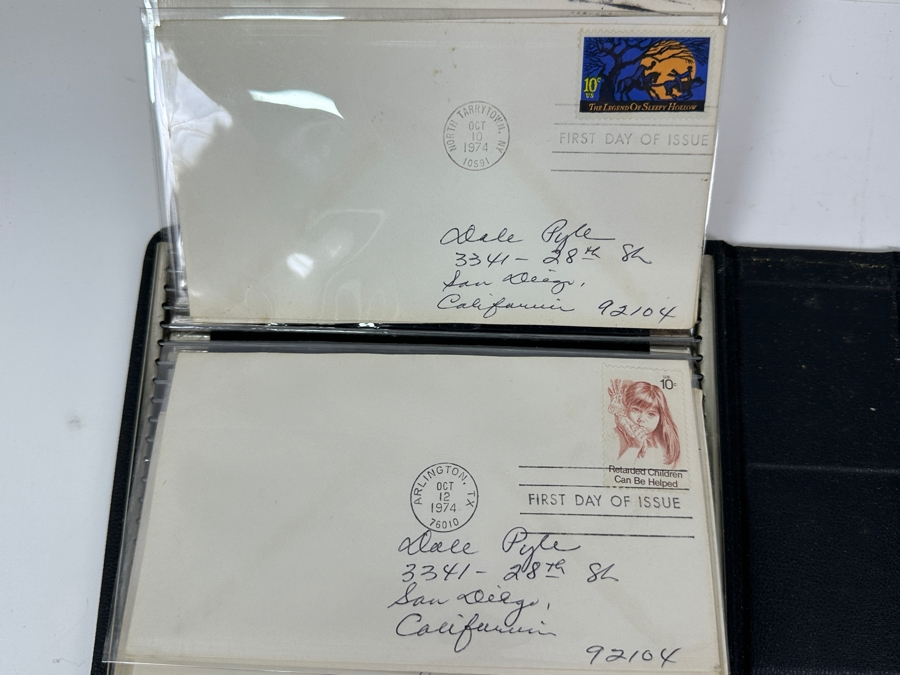 10c
US
THE LEGEND OF SLEEPY HOLLOW
NORTH TARRYTOWN, NY
OCT
10
1974
10591
FIRST DAY OF ISSUE
Dale Pyle
3341 - 28th St
San Diego,
California 92104
U.S.
10c
Retarded Children
Can Be Helped
ARLINGTON, TX
OCT
12
1974
76010
FIRST DAY OF ISSUE
Dale Pyle
3341 - 28th St
San Diego,
California
92104